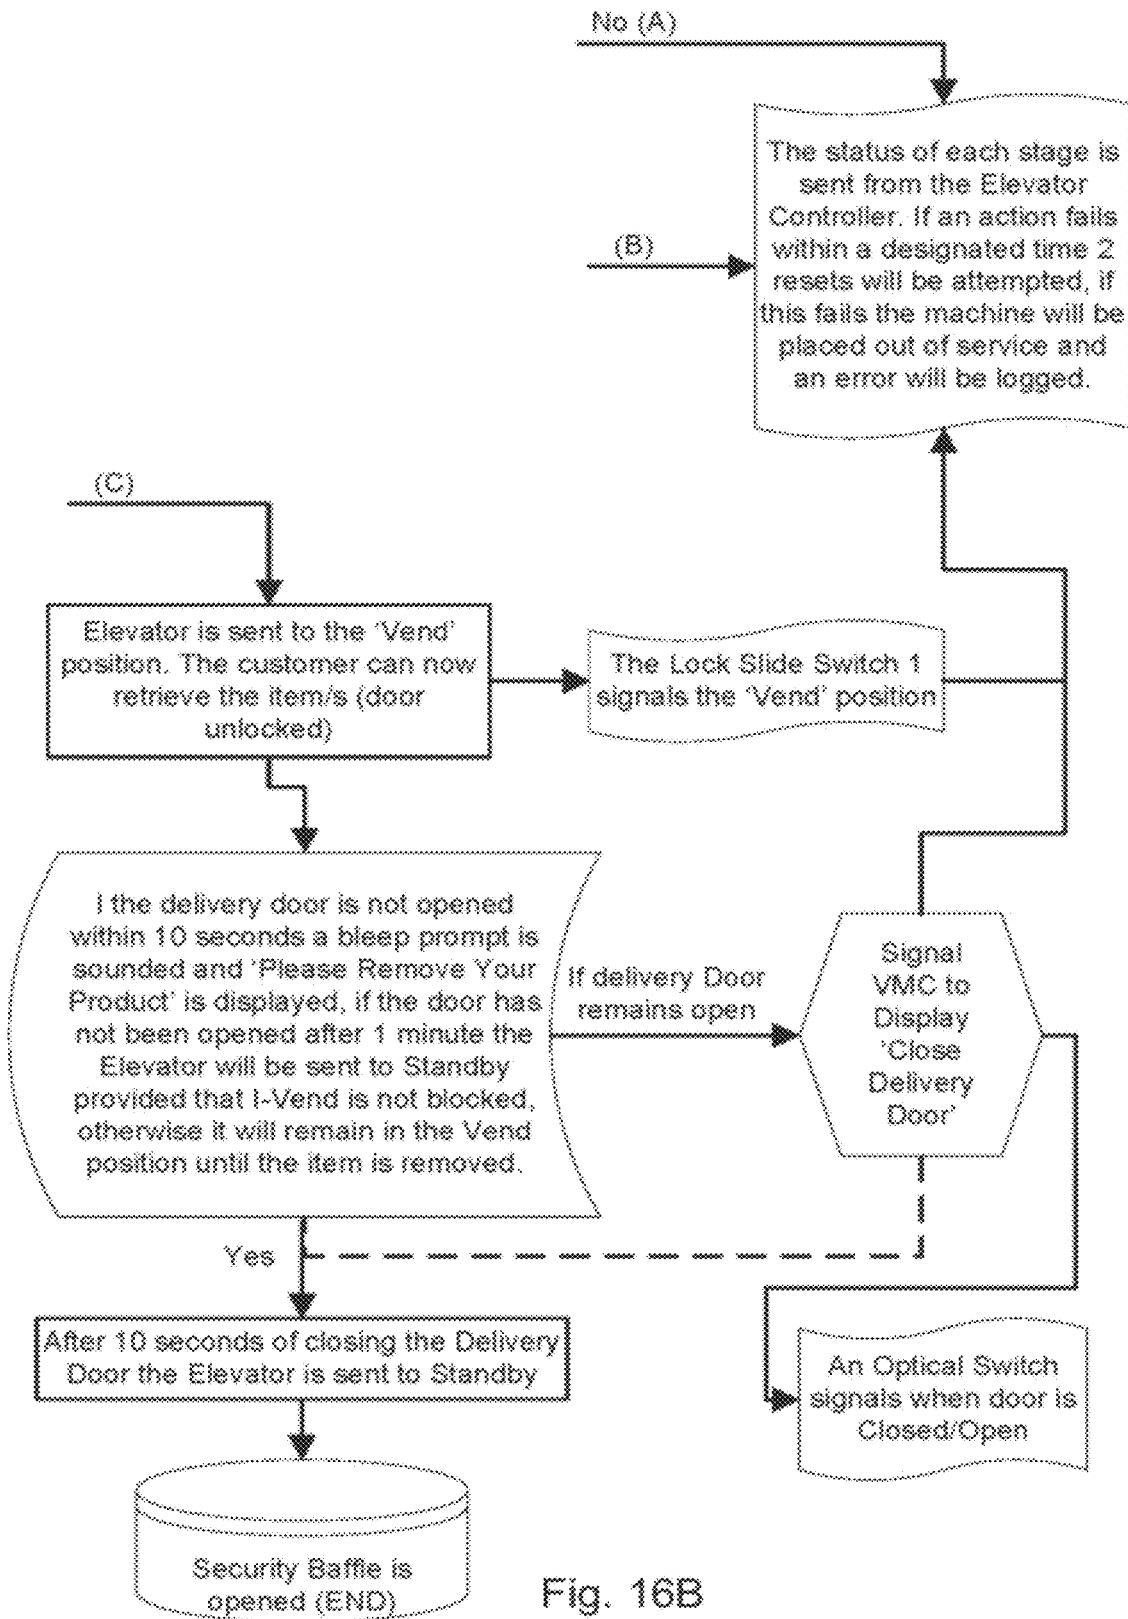 No (A)
The status of each stage is
sent from the Elevator
Controller. If an action fails
within a designated time 2
resets will be attempted, if
this fails the machine will be
placed out of service and
an error will be logged.
(B)
(C)
Elevator is sent to the ‘Vend’
position. The customer can now
retrieve the item/s (door
unlocked)
The Lock Slide Switch 1
signals the ‘Vend’ position
I the delivery door is not opened
within 10 seconds a bleep prompt is
sounded and ‘Please Remove Your
Product’ is displayed, if the door has
not been opened after 1 minute the
Elevator will be sent to Standby
provided that I-Vend is not blocked,
otherwise it will remain in the Vend
position until the item is removed.
If delivery Door
remains open
Signal
VMC to
Display
‘Close
Delivery
Door’
Yes
After 10 seconds of closing the Delivery
Door the Elevator is sent to Standby
An Optical Switch
signals when door is
Closed/Open
Security Baffle is
opened (END)
Fig. 16B